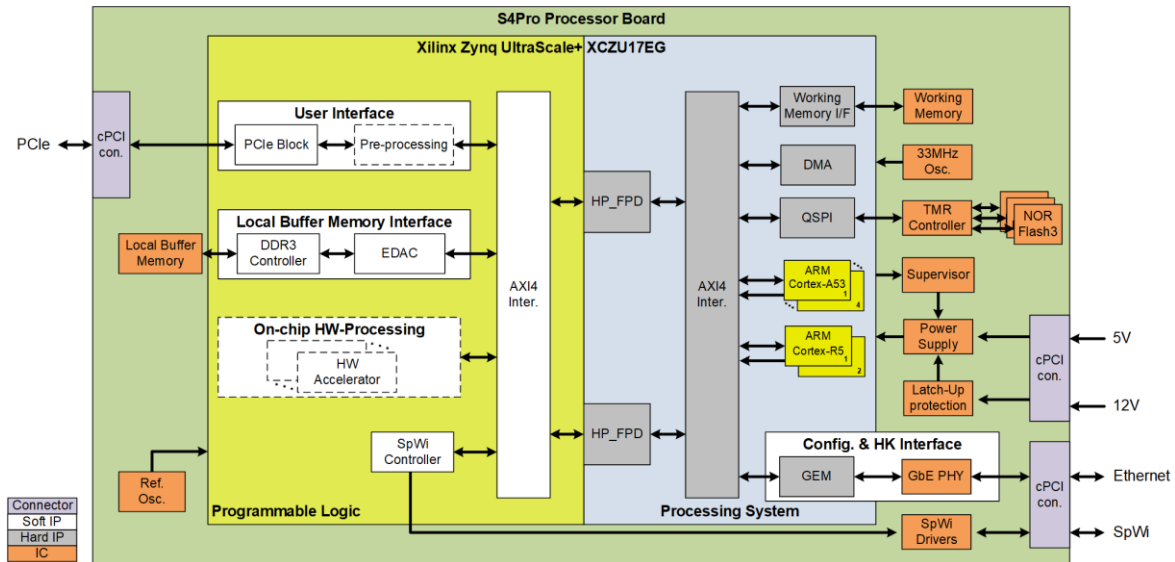 S4Pro Processor Board
Xilinx Zynq UltraScale+ XCZU17EG
User Interface
PCIe
cPCI
con.
PCIe Block
Pre-processing
Local Buffer Memory Interface
Local Buffer
Memory
DDR3
Controller
EDAC
On-chip HW-Processing
HW
Accelerator
SpWi
Controller
Ref.
Osc.
Programmable Logic
AXI4
Inter.
HP_FPD
HP_FPD
AXI4
Inter.
Working
Memory I/F
Working
Memory
DMA
33MHz
Osc.
QSPI
TMR
Controller
NOR
Flash3
ARM
Cortex-A53
1
4
Supervisor
ARM
Cortex-R5
1
2
Power
Supply
Latch-Up
protection
cPCI
con.
5V
12V
Config. & HK Interface
GEM
GbE PHY
cPCI
con.
Ethernet
SpWi
Processing System
SpWi
Drivers
Connector
Soft IP
Hard IP
IC